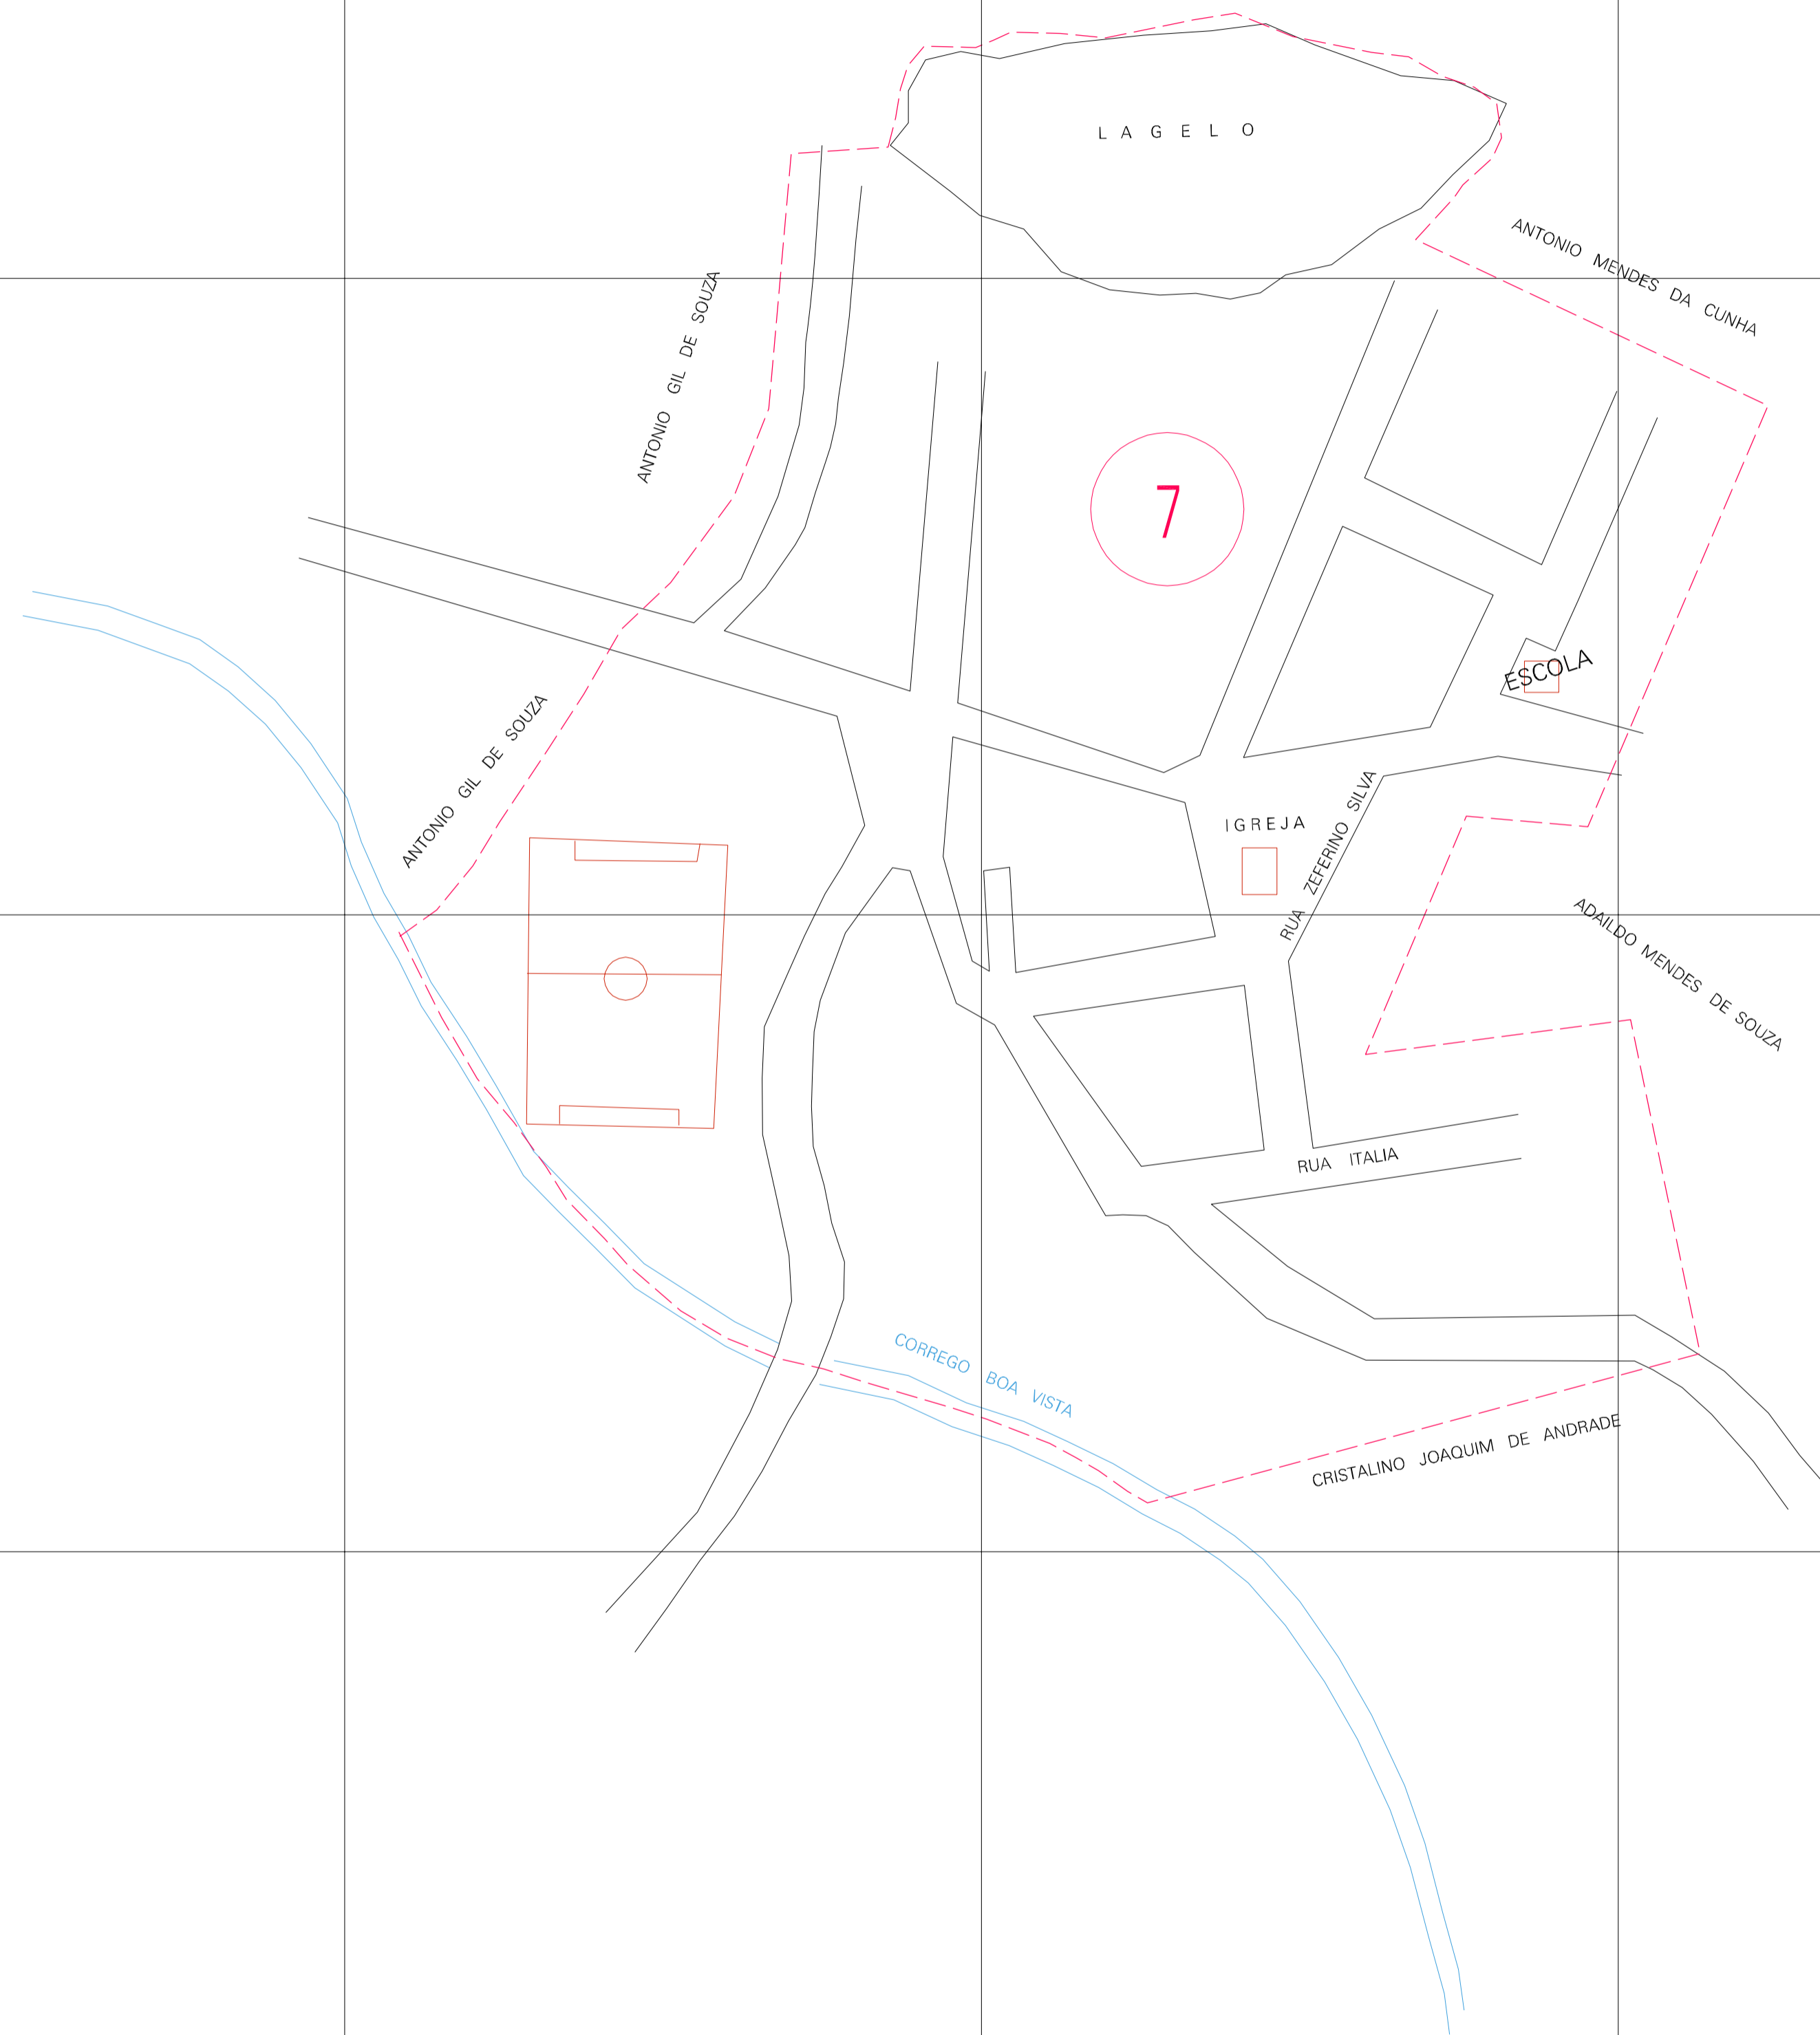 L A G E L O
ANTONIO MENDES DA CUNHA
ANTONIO GIL DE SOUZA
7
ESCOLA
ANTONIO GIL DE SOUZA
IGREJA
RUA ZEFERINO SILVA
ADAILDO MENDES DE SOUZA
RUA ITALIA
CORREGO BOA VISTA
CRISTALINO JOAQUIM DE ANDRADE